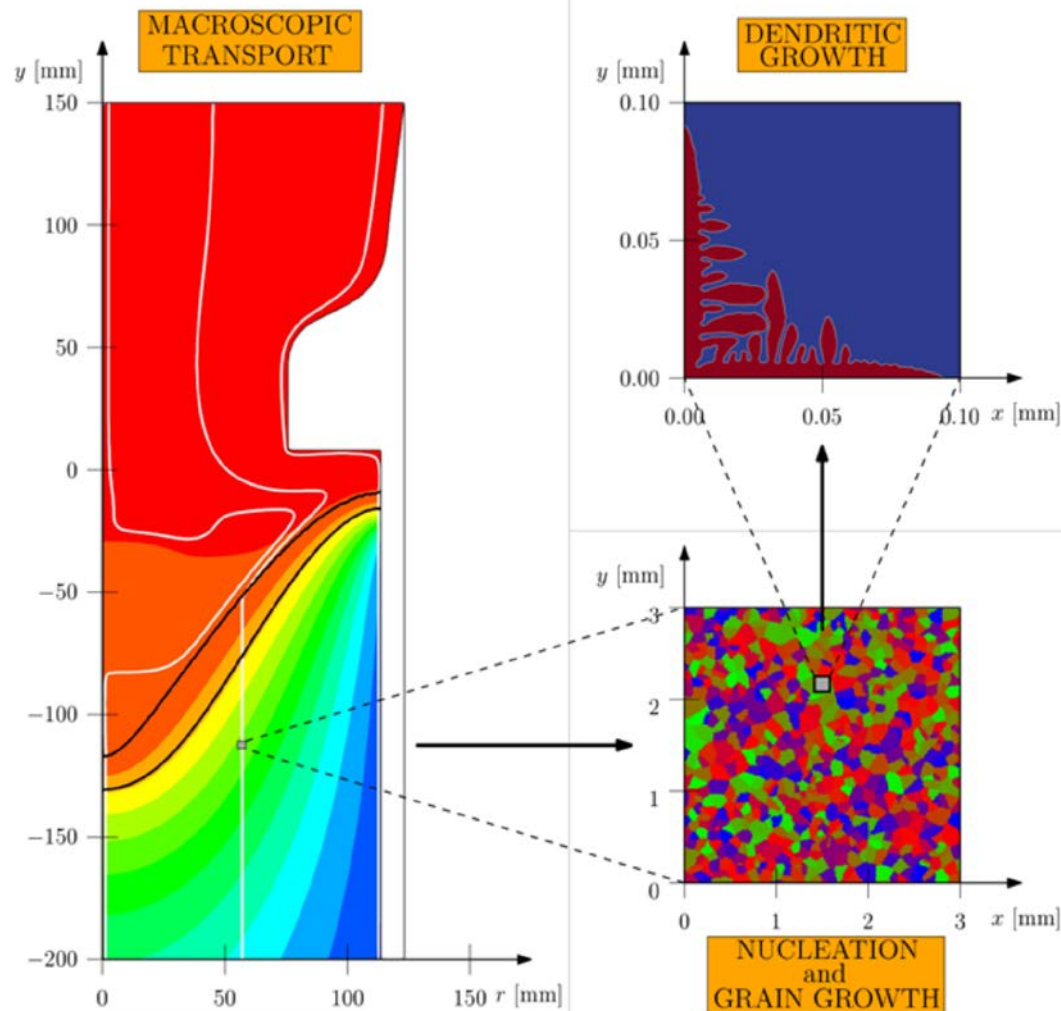 MACROSCOPIC
TRANSPORT
y [mm]
150
100
50
0
−50
−100
−150
−200
0
50
100
150
r [mm]
DENDRITIC
GROWTH
y [mm]
0.10
0.05
0.00
0.00
0.05
0.10
x [mm]
y [mm]
3
2
1
0
0
1
2
3
x [mm]
NUCLEATION
and
GRAIN GROWTH